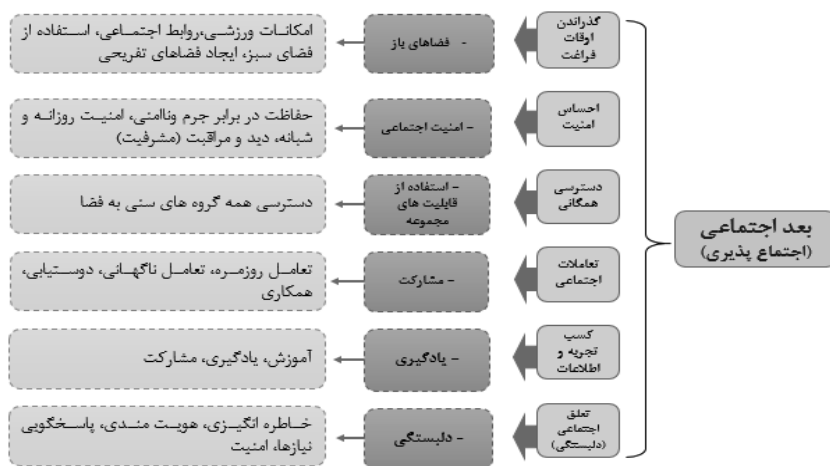 بعد اجتماعی
(اجتماع پذیری)
گذراندن
اوقات
فراغت
- فضاهای باز
امکانات ورزشی،روابط اجتماعی، استفاده از
فضای سبز، ایجاد فضاهای تفریحی
احساس
امنیت
- امنیت اجتماعی
حفاظت در برابر جرم وناامنی، امنیت روزانه و
شبانه، دید و مراقبت (مشرفیت)
دسترسی
همگانی
- استفاده از
قابلیت های
مجموعه
دسترسی همه گروه های سنی به فضا
تعاملات
اجتماعی
- مشارکت
تعامل روزمره، تعامل ناگهانی، دوستیابی،
همکاری
کسب
تجربه و
اطلاعات
- یادگیری
آموزش، یادگیری، مشارکت
تعلق
اجتماعی
(دلبستگی)
- دلبستگی
خاطره انگیزی، هویت مندی، پاسخگویی
نیازها، امنیت